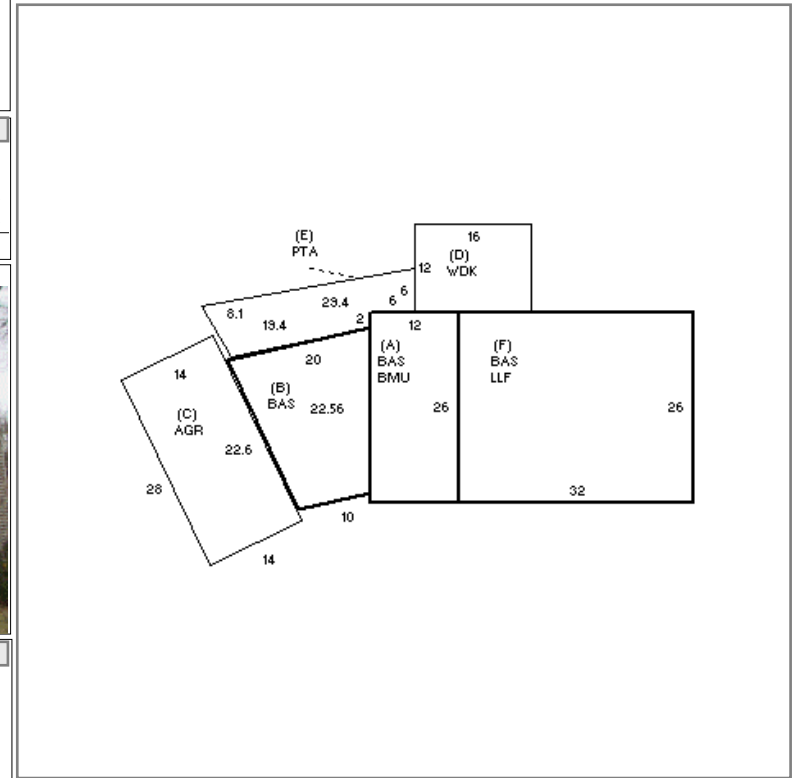 16
(E)
PTA
(D)
WDK
12
6
6
29.4
8.1
19.4
2
12
20
(A)
BAS
BMU
(F)
BAS
LLF
14
(B)
BAS
22.56
26
26
(C)
AGR
22.6
28
32
10
14